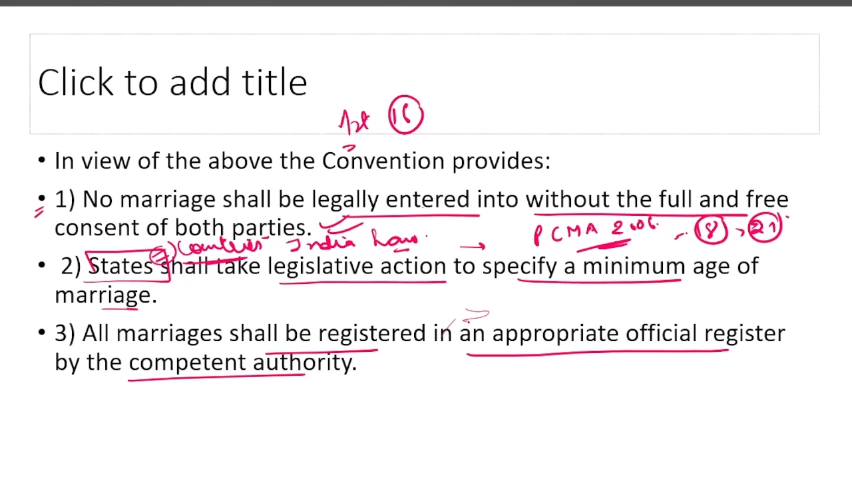 Click to add title
Art 16
• In view of the above the Convention provides:
• 1) No marriage shall be legally entered into without the full and free
consent of both parties.
Countries India PCMA 2006. 18, 21
• 2) States shall take legislative action to specify a minimum age of
marriage.
• 3) All marriages shall be registered in an appropriate official register
by the competent authority.